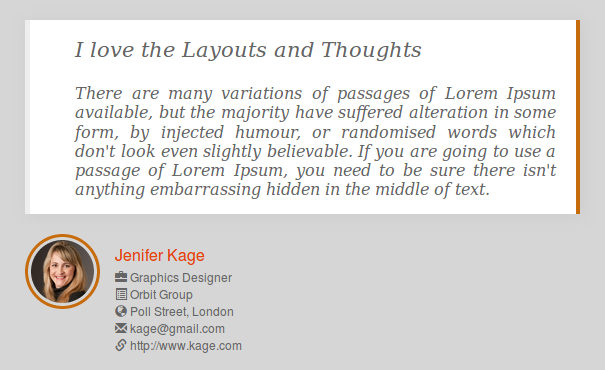 I love the Layouts and Thoughts
There are many variations of passages of Lorem Ipsum
available, but the majority have suffered alteration in some
form, by injected humour, or randomised words which
don't look even slightly believable. If you are going to use a
passage of Lorem Ipsum, you need to be sure there isn't
anything embarrassing hidden in the middle of text.
Jenifer Kage
Graphics Designer
Orbit Group
Poll Street, London
kage@gmail.com
http://www.kage.com